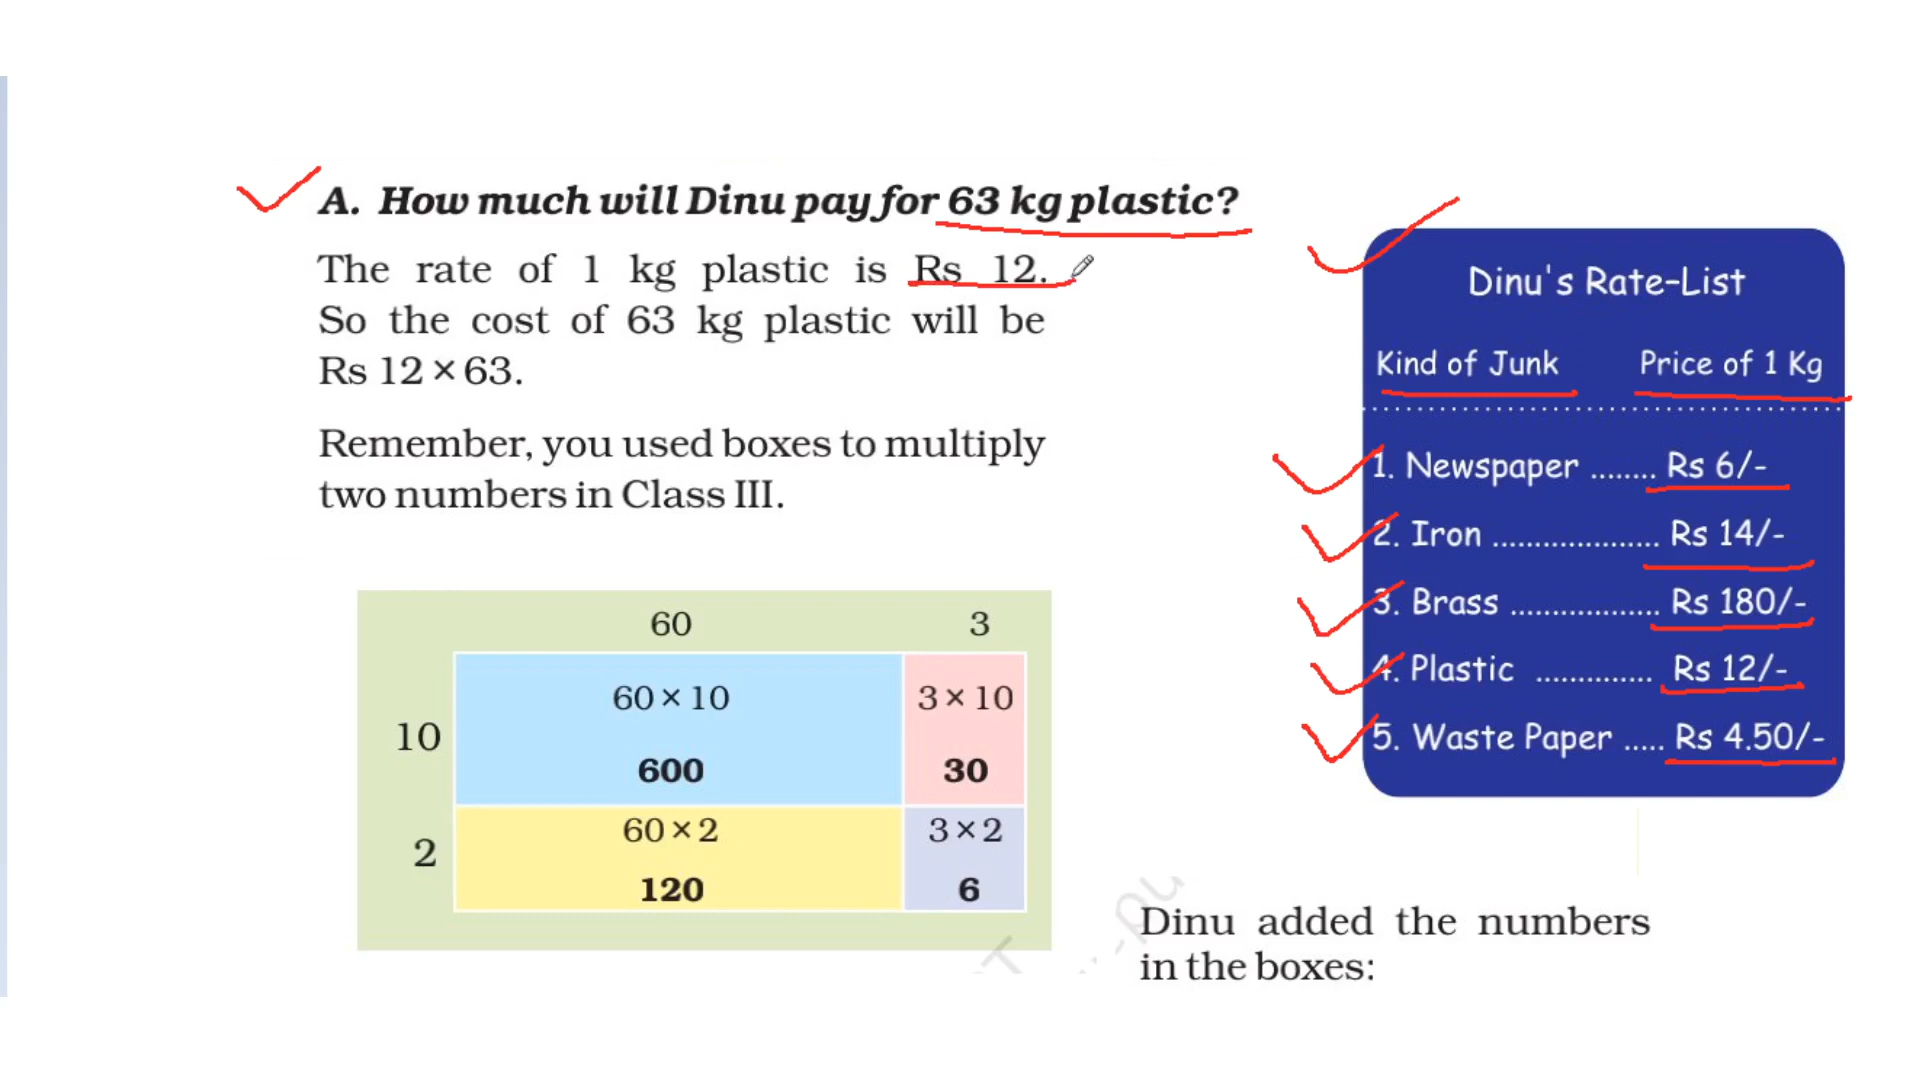 A. How much will Dinu pay for 63 kg plastic?
The rate of 1 kg plastic is Rs 12.
So the cost of 63 kg plastic will be
Rs 12 × 63.
Remember, you used boxes to multiply
two numbers in Class III.
60 3
10 60 × 10 3 × 10
600 30
2 60 × 2 3 × 2
120 6
Dinu's Rate-List
Kind of Junk Price of 1 Kg
1. Newspaper ........ Rs 6/-
2. Iron .................... Rs 14/-
3. Brass .................. Rs 180/-
4. Plastic .............. Rs 12/-
5. Waste Paper ..... Rs 4.50/-
Dinu added the numbers
in the boxes: